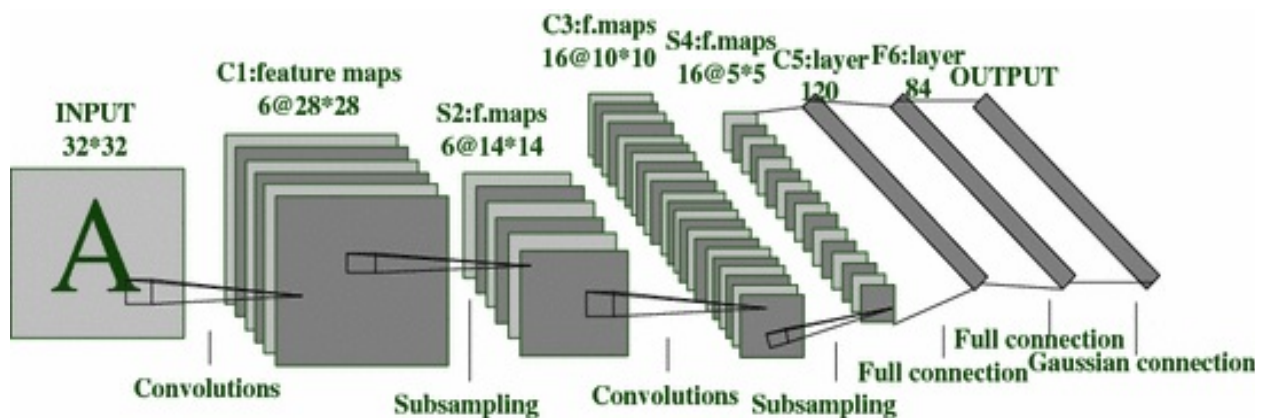 INPUT
32*32
A
C1:feature maps
6@28*28
S2:f.maps
6@14*14
C3:f.maps
16@10*10
S4:f.maps
16@5*5
C5:layer
120
F6:layer
84
OUTPUT
Convolutions
Subsampling
Convolutions
Subsampling
Full connection
Full connection
Gaussian connection